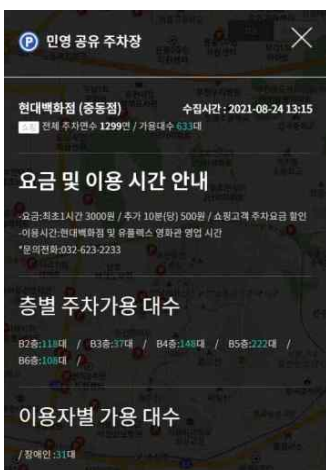 P 민영 공유 주차장
현대백화점 (중동점) 수집시간 : 2021-08-24 13:15
쇼핑 전체 주차면수 1299면 / 가용대수 633대
요금 및 이용 시간 안내
-요금:최초1시간 3000원 / 추가 10분(당) 500원 / 쇼핑고객 주차요금 할인
-이용시간:현대백화점 및 유플렉스 영화관 영업 시간
*문의전화:032-623-2233
층별 주차가용 대수
B2층:118대 / B3층:37대 / B4층:148대 / B5층:222대 /
B6층:108대 /
이용자별 가용 대수
/ 장애인 :31대